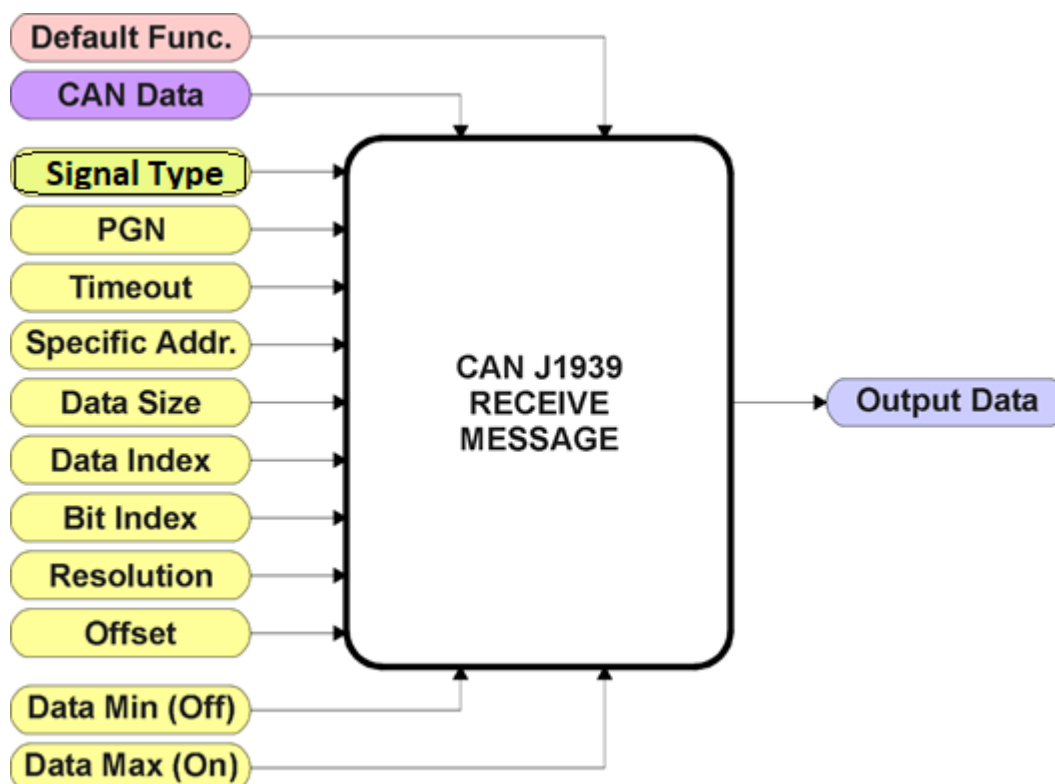 Default Func.
CAN Data
Signal Type
PGN
Timeout
Specific Addr.
Data Size
Data Index
Bit Index
Resolution
Offset
Data Min (Off)
Data Max (On)
CAN J1939
RECEIVE
MESSAGE
Output Data